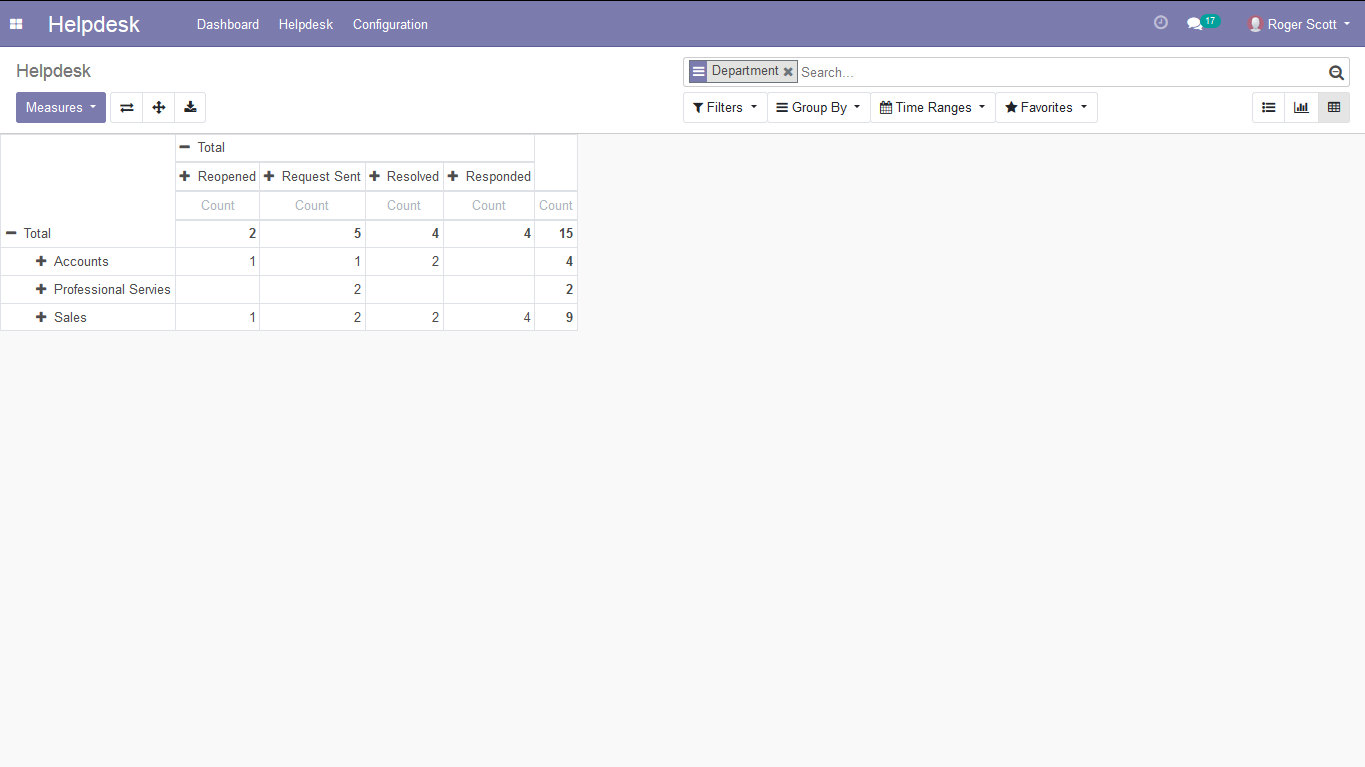 Helpdesk Dashboard Helpdesk Configuration 17 Roger Scott
Helpdesk Department Search...
Measures Filters Group By Time Ranges Favorites
Total
Reopened Request Sent Resolved Responded
Count Count Count Count Count
Total 2 5 4 4 15
Accounts 1 1 2 4
Professional Servies 2 2
Sales 1 2 2 4 9